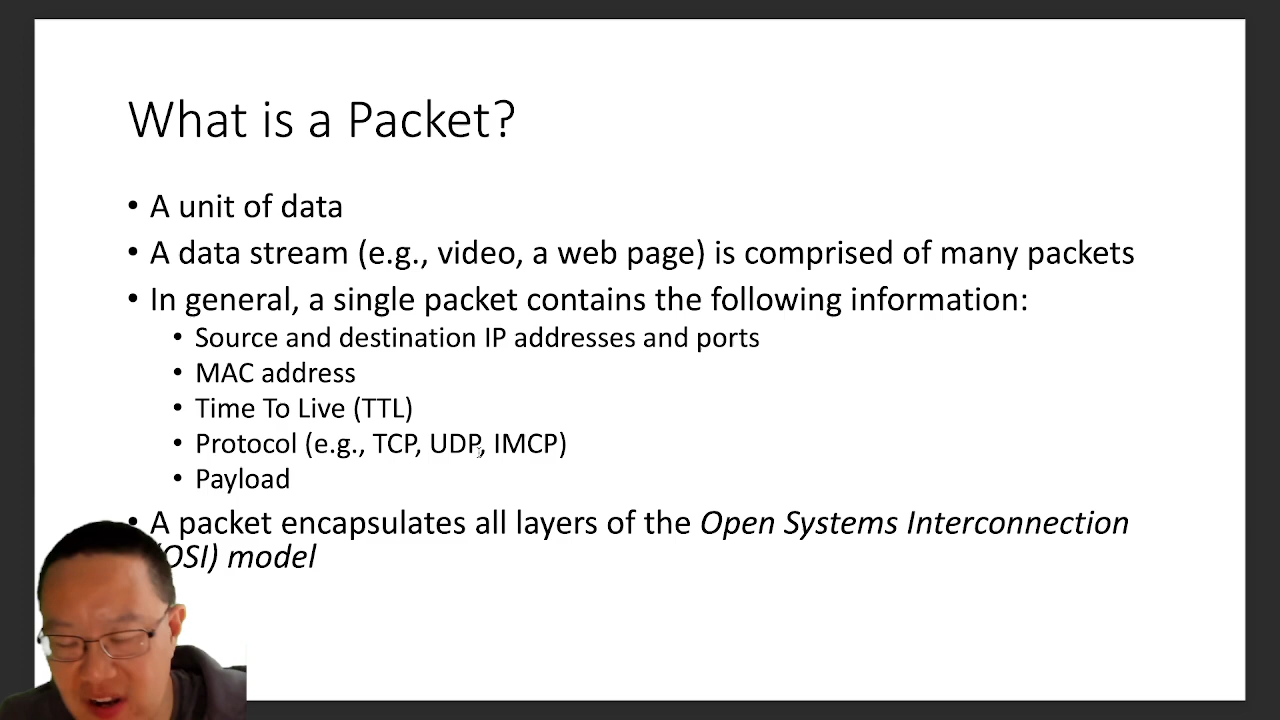 What is a Packet?
• A unit of data
• A data stream (e.g., video, a web page) is comprised of many packets
• In general, a single packet contains the following information:
• Source and destination IP addresses and ports
• MAC address
• Time To Live (TTL)
• Protocol (e.g., TCP, UDP, IMCP)
• Payload
• A packet encapsulates all layers of the Open Systems Interconnection
(OSI) model